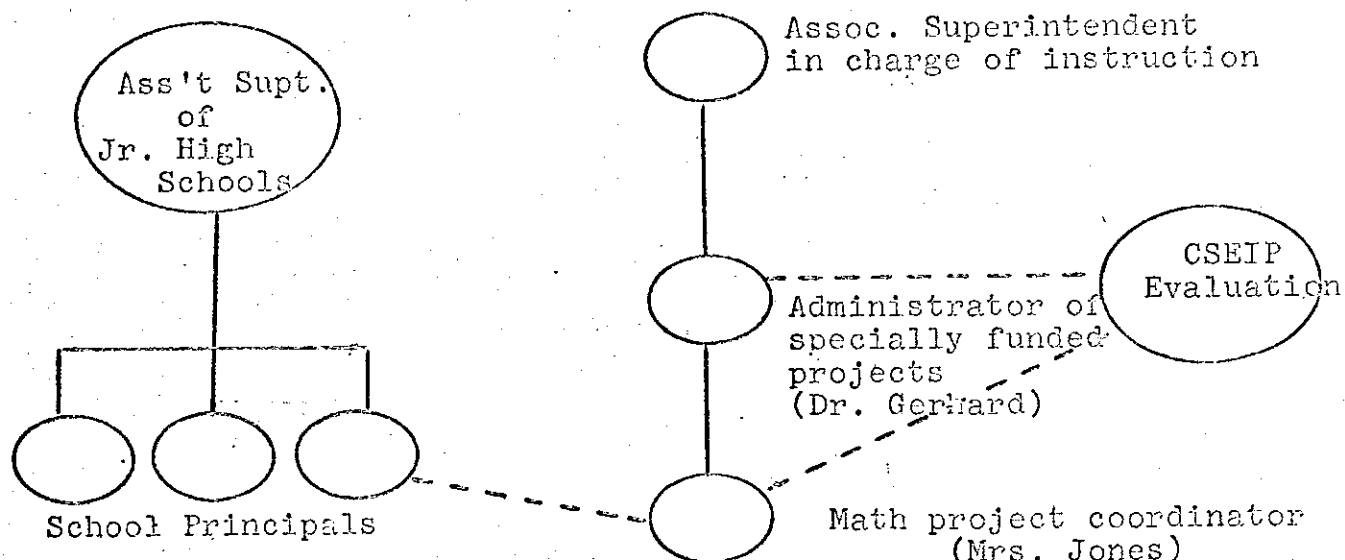 Ass't Supt.
of
Jr. High
Schools
Assoc. Superintendent
in charge of instruction
CSEIP
Evaluation
Administrator of
specially funded
projects
(Dr. Gerhard)
School Principals
Math project coordinator
(Mrs. Jones)